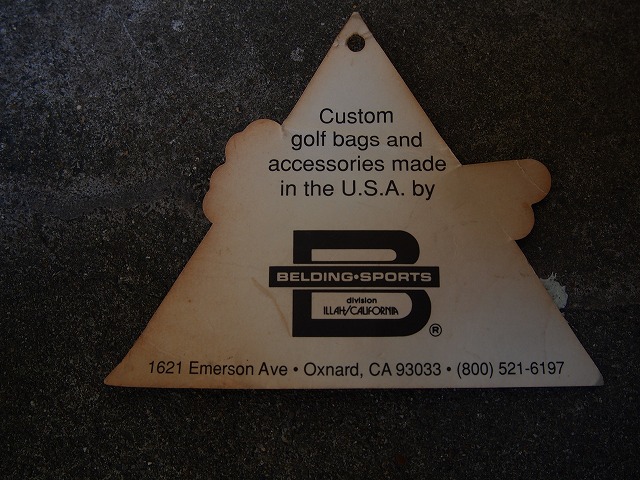 Custom
golf bags and
accessories made
in the U.S.A. by
B
BELDING•SPORTS
division
ILLAH/CALIFORNIA
®
1621 Emerson Ave • Oxnard, CA 93033 • (800) 521-6197